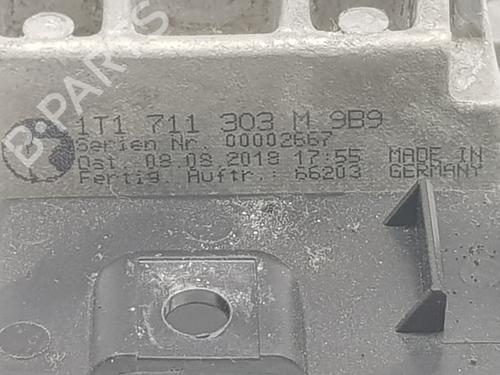 1T1 711 303 M 9B9
Serien Nr. 00002667
Dat. 08 08 2018 17:55 MADE IN
Fertig. Auftr.: 66203 GERMANY
B-PARTS